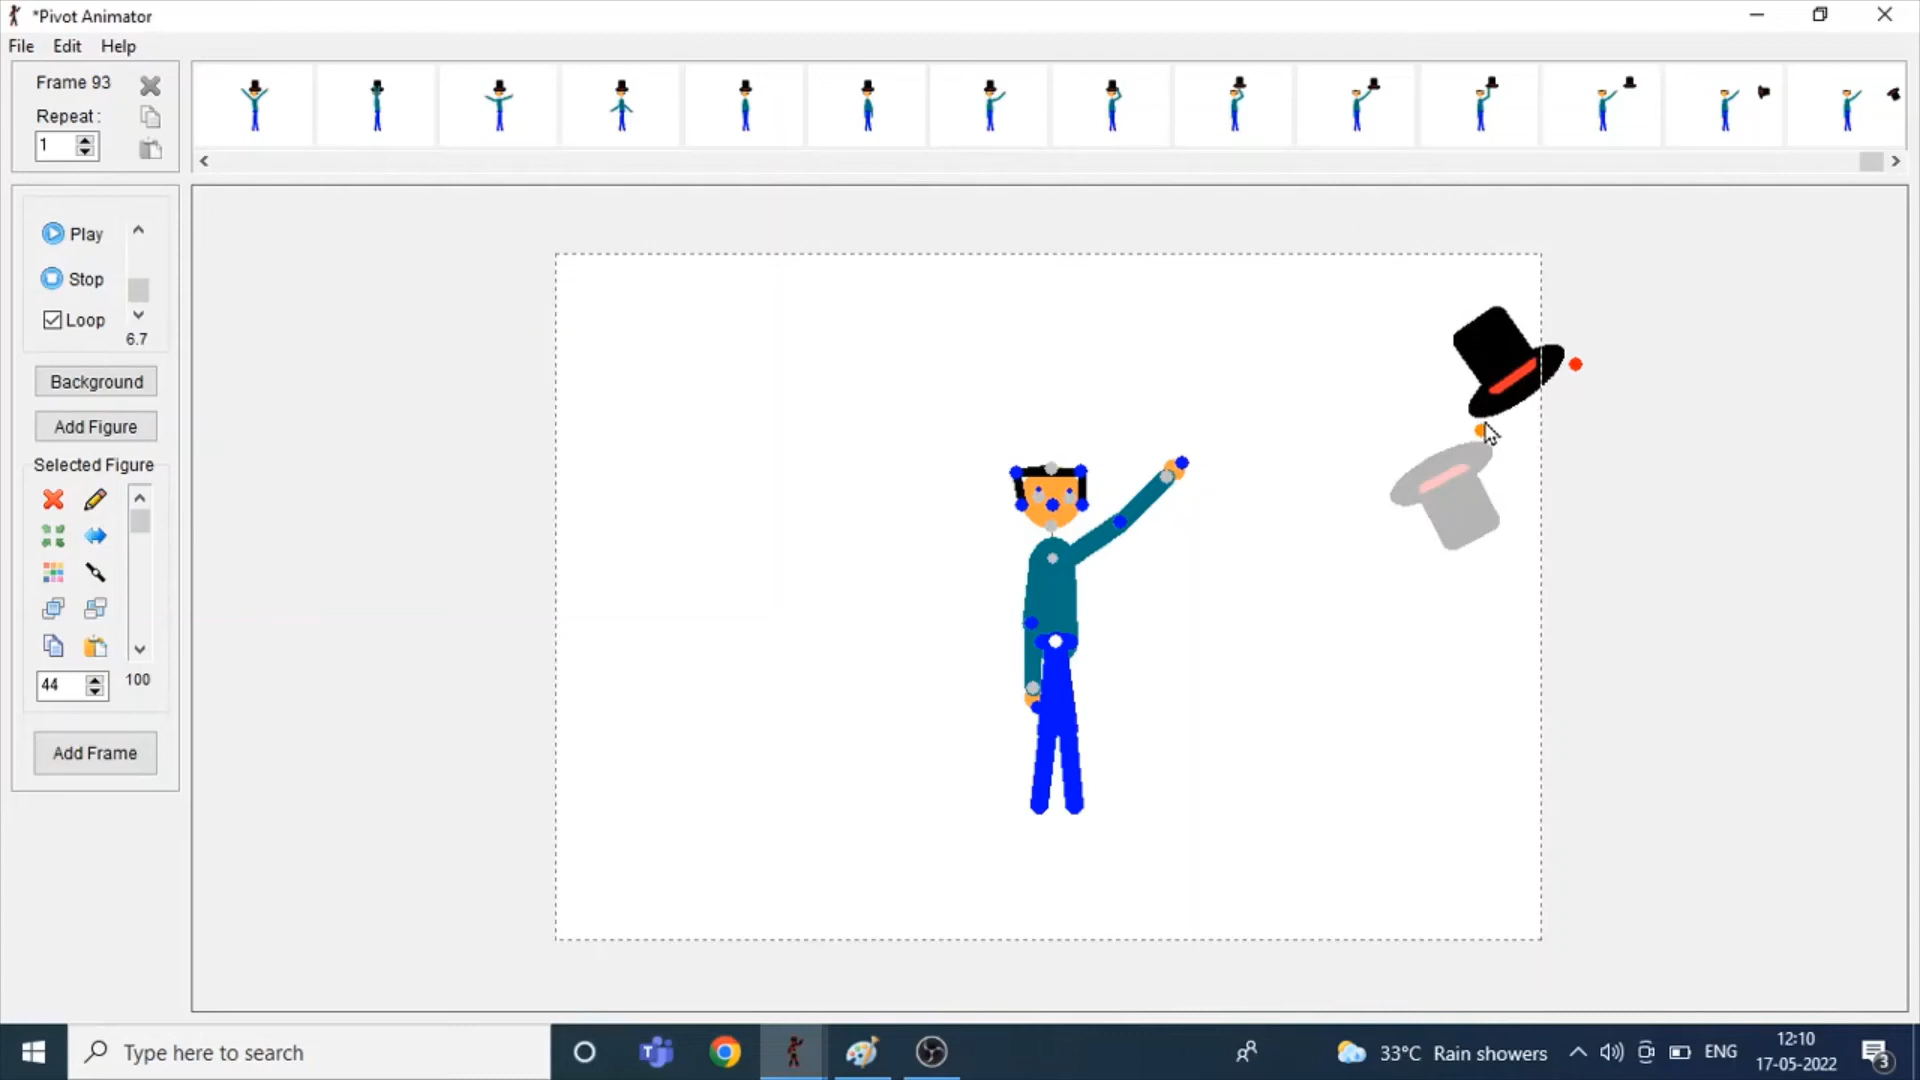 *Pivot Animator
File Edit Help
Frame 93
Repeat:
1
Play
Stop
Loop
6.7
Background
Add Figure
Selected Figure
44
100
Add Frame
Type here to search
33°C Rain showers
ENG
12:10
17-05-2022
3